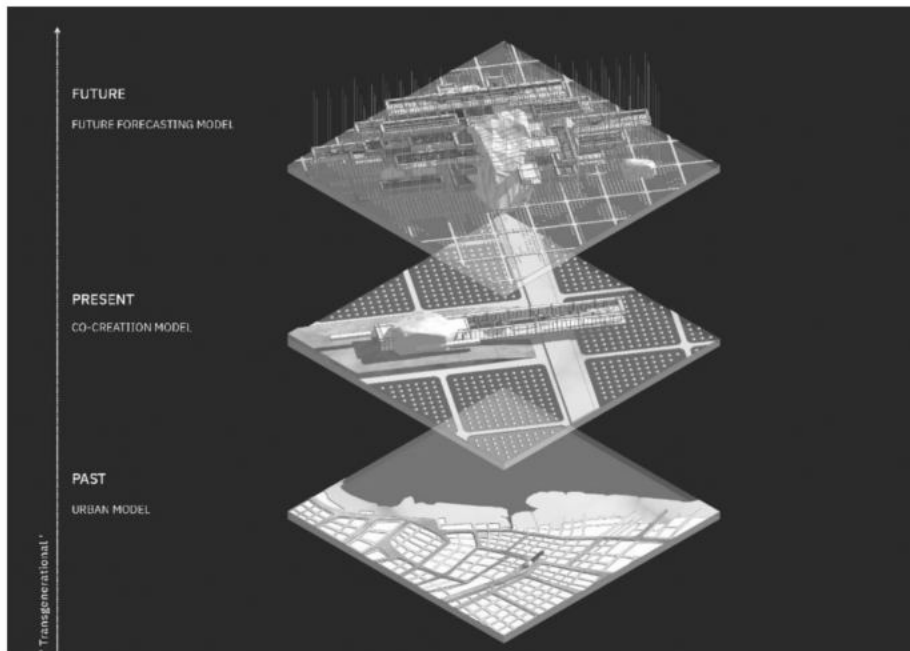 FUTURE
FUTURE FORECASTING MODEL
PRESENT
CO-CREATIION MODEL
PAST
URBAN MODEL
' Transgenerational '